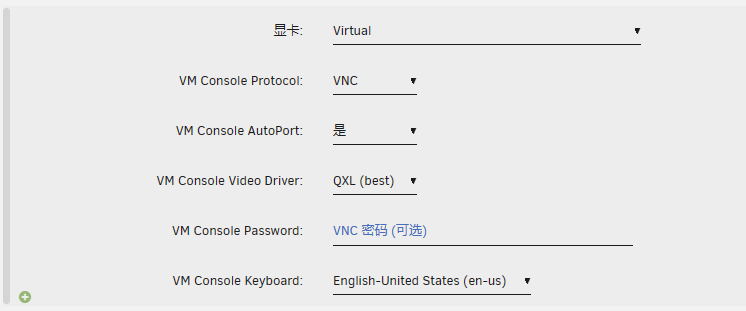 显卡: Virtual
VM Console Protocol: VNC
VM Console AutoPort: 是
VM Console Video Driver: QXL (best)
VM Console Password: VNC 密码 (可选)
VM Console Keyboard: English-United States (en-us)